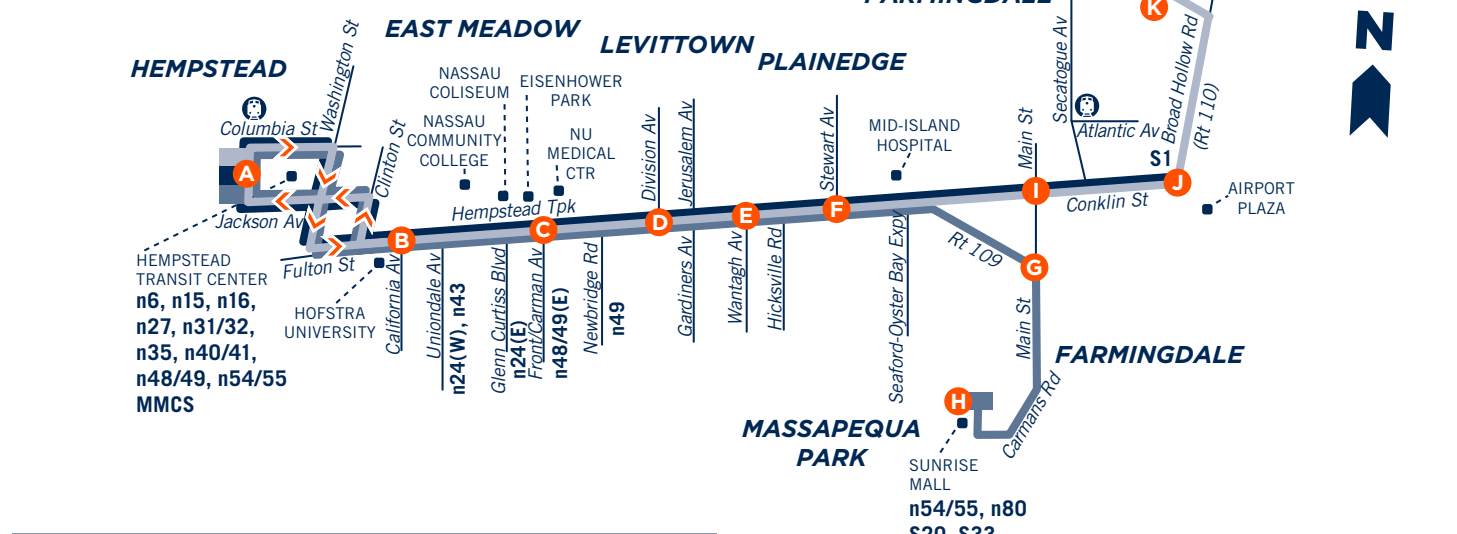 FARMINGDALE
K
N
EAST MEADOW
LEVITTOWN
PLAINEDGE
HEMPSTEAD
Washington St
NASSAU
COLISEUM
EISENHOWER
PARK
Secatogue Av
Broad Hollow Rd
(Rt 110)
Columbia St
Clinton St
NASSAU
COMMUNITY
COLLEGE
NU
MEDICAL
CTR
Division Av
Jerusalem Av
Stewart Av
MID-ISLAND
HOSPITAL
Main St
Atlantic Av
S1
A
I
J
AIRPORT
PLAZA
Jackson Av
Hempstead Tpk
Conklin St
B
C
D
E
F
G
Rt 109
Fulton St
HEMPSTEAD
TRANSIT CENTER
n6, n15, n16,
n27, n31/32,
n35, n40/41,
n48/49, n54/55
MMCS
HOFSTRA
UNIVERSITY
California Av
Uniondale Av
n24(W), n43
Glenn Curtiss Blvd
n24(E)
Front/Carman Av
n48/49(E)
Newbridge Rd
n49
Gardiners Av
Wantagh Av
Hicksville Rd
Seaford-Oyster Bay Expy
Main St
FARMINGDALE
H
Carmans Rd
MASSAPEQUA
PARK
SUNRISE
MALL
n54/55, n80
S20, S33